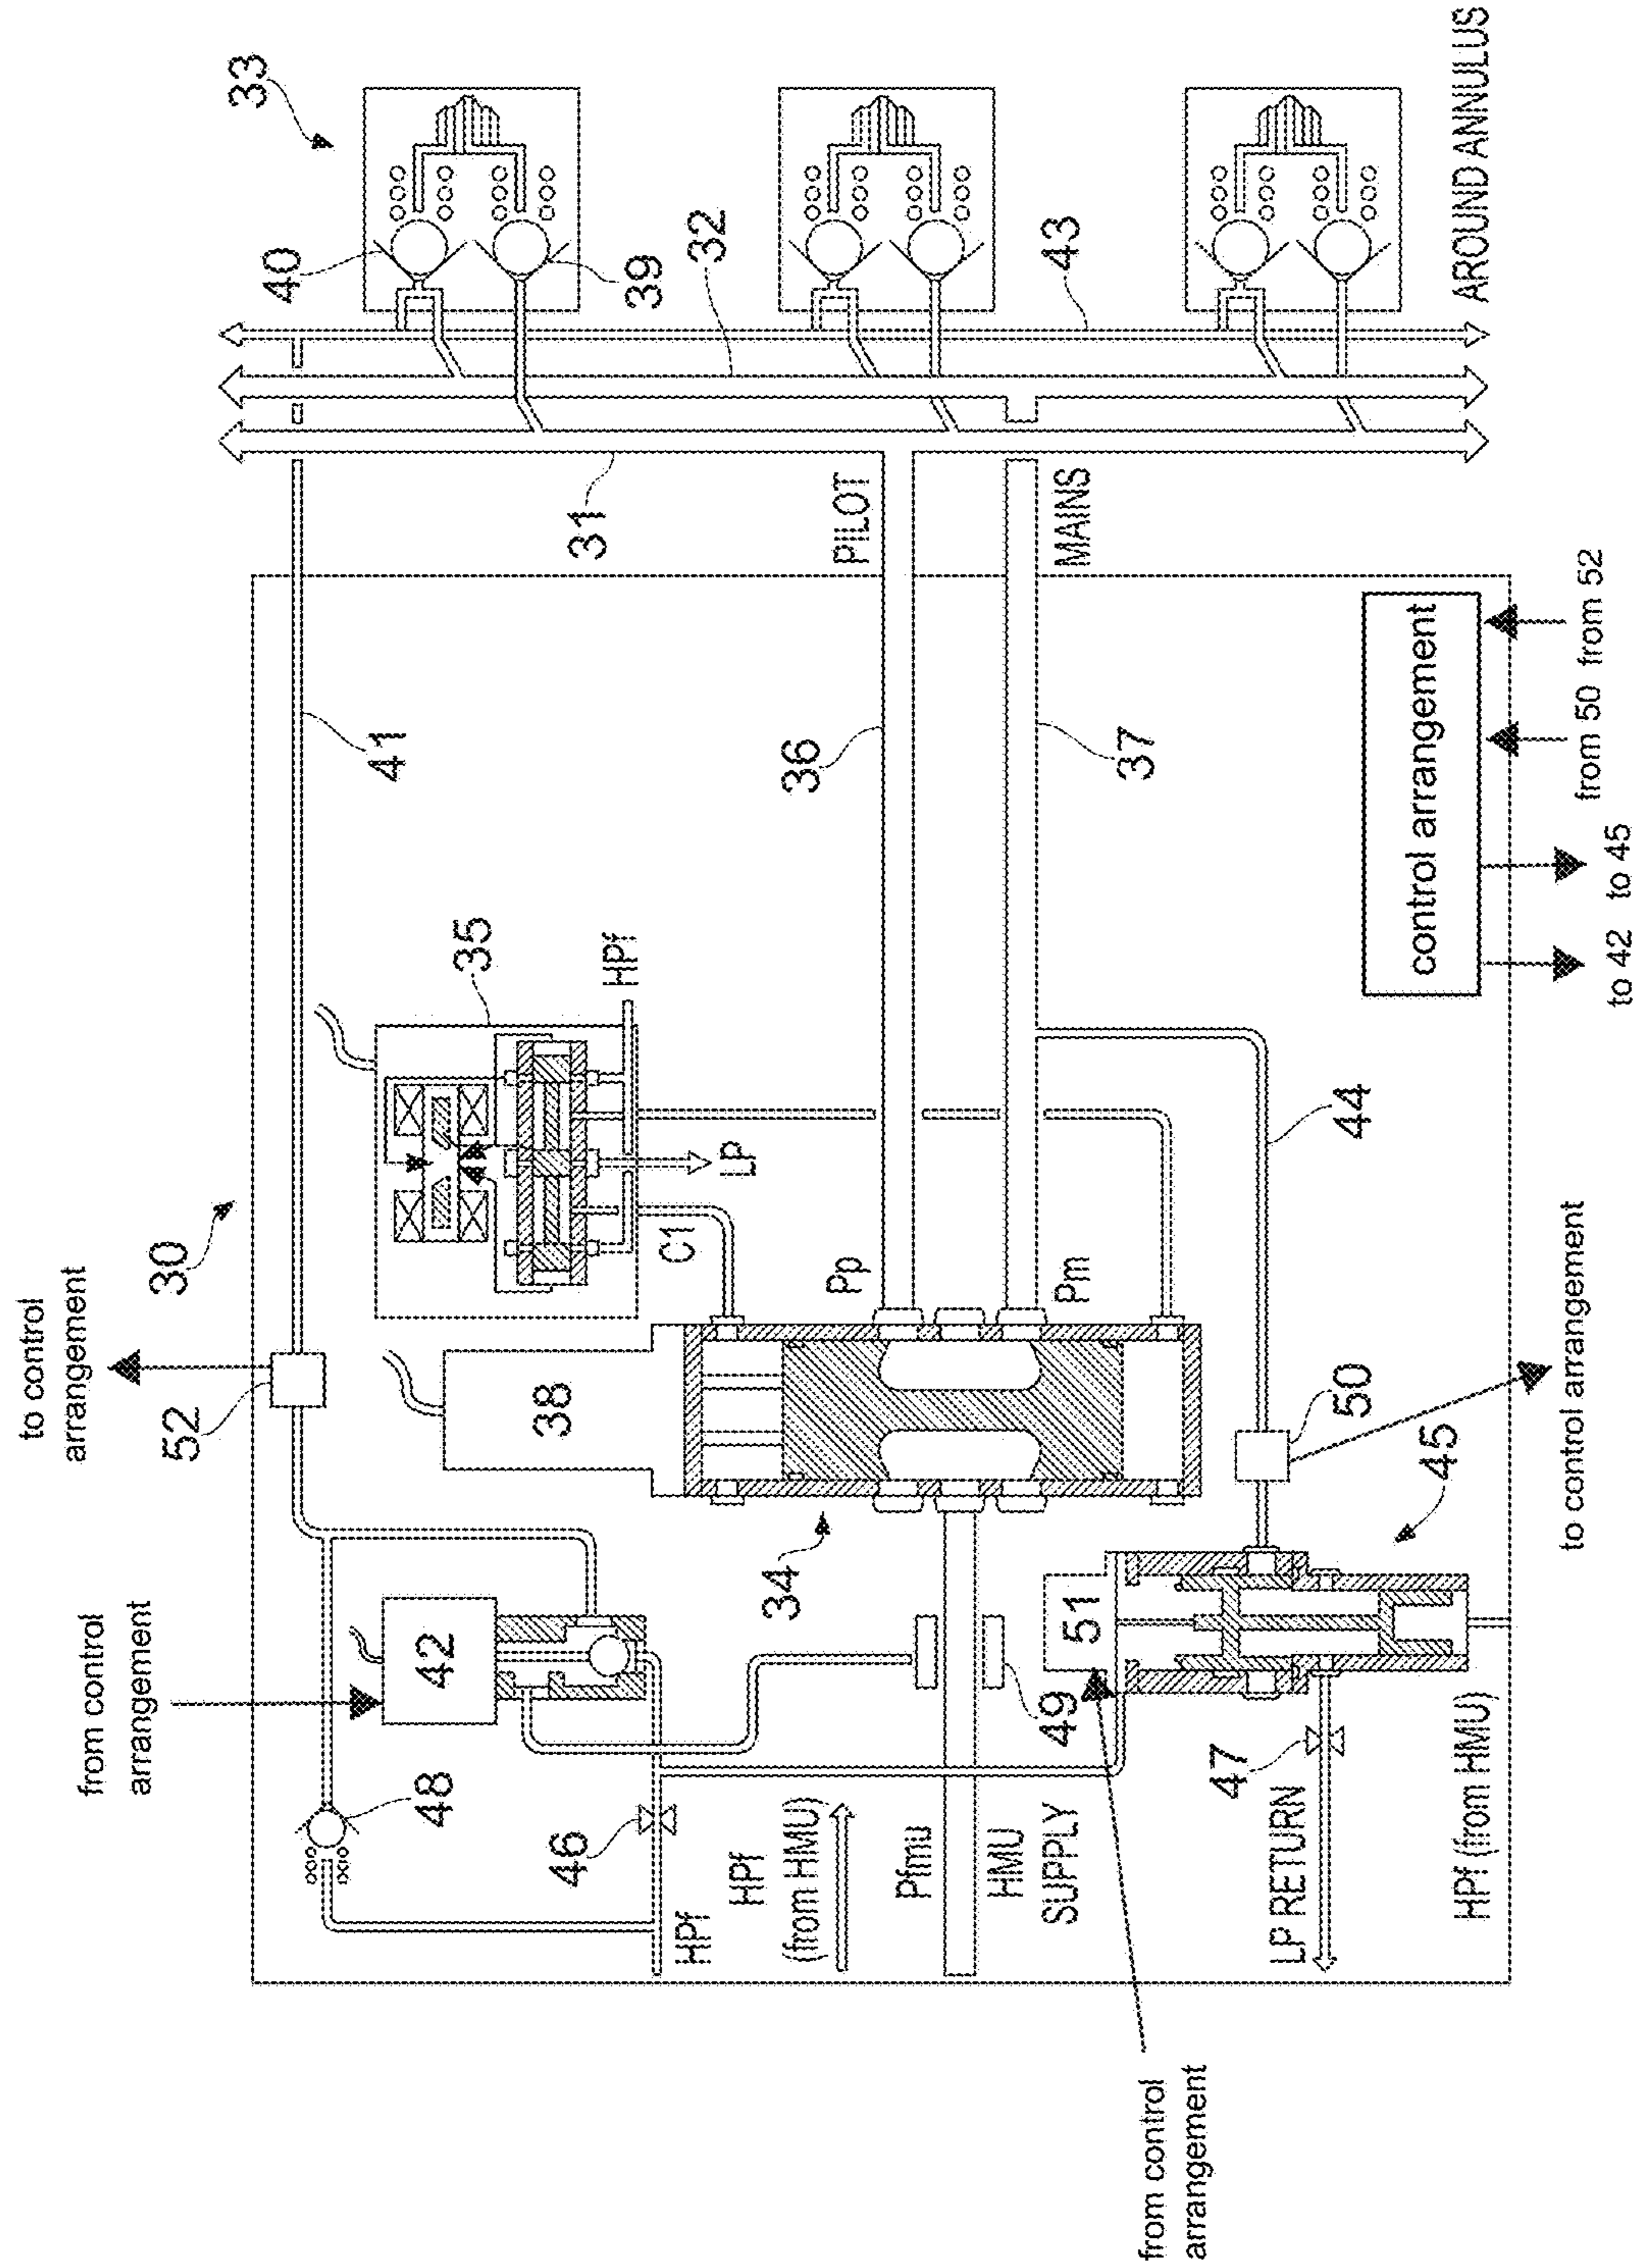 30
to control
arrangement
52
41
33
40
39
from control
arrangement
42
48
35
HPf
C1
LP
31
32
43
38
46
HPf
HPf
(from HMU)
34
Pp
36
PILOT
Pfmu
HMU
SUPPLY
49
Pm
37
MAINS
51
47
LP RETURN
50
44
45
HPf (from HMU)
control arrangement
AROUND ANNULUS
from control
arrangement
to control arrangement
to 42
to 45
from 50
from 52